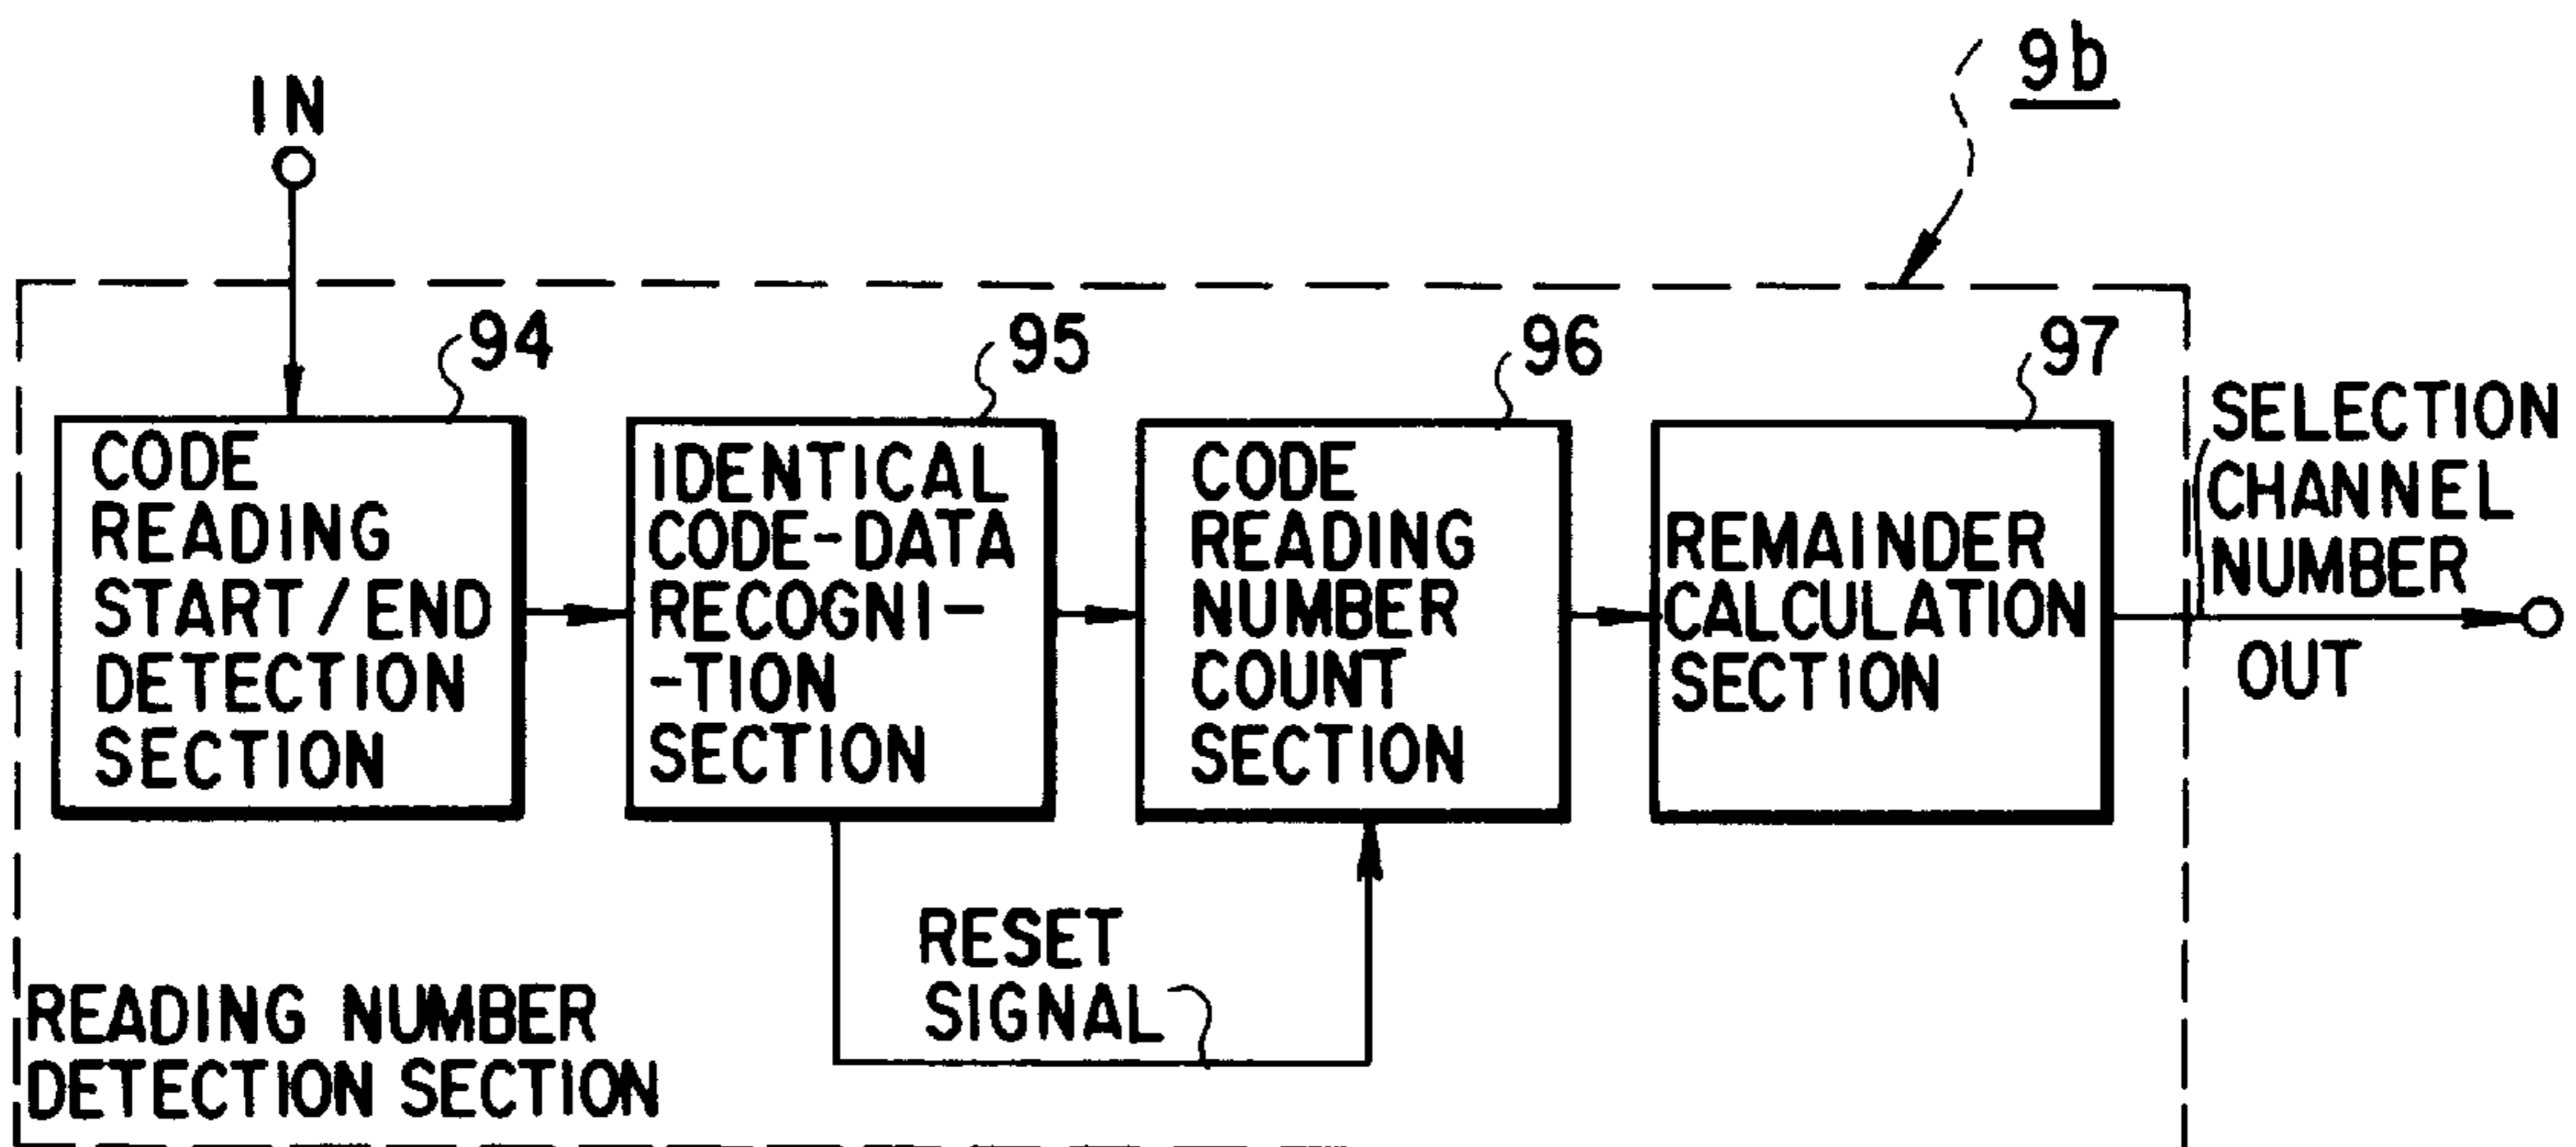 9b
IN
94
95
96
97
CODE
READING
START/END
DETECTION
SECTION
IDENTICAL
CODE-DATA
RECOGNI-
-TION
SECTION
CODE
READING
NUMBER
COUNT
SECTION
REMAINDER
CALCULATION
SECTION
SELECTION
CHANNEL
NUMBER
OUT
RESET
SIGNAL
READING NUMBER
DETECTION SECTION